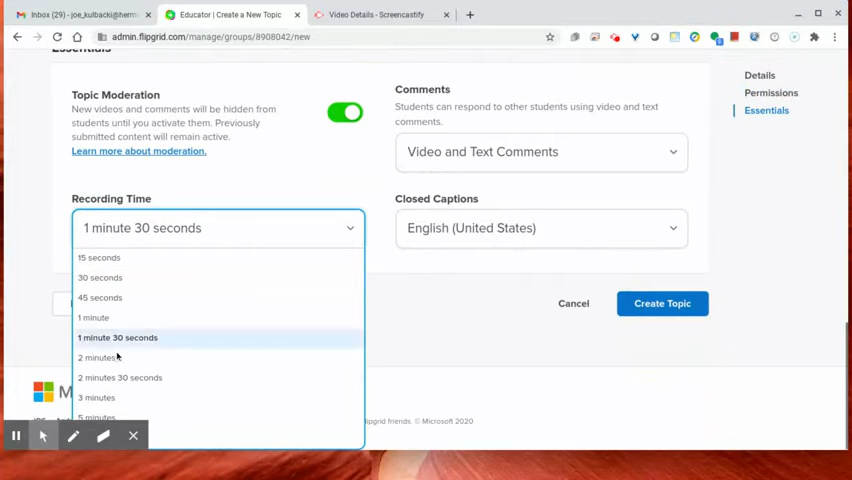 Inbox (29) - joe_kulbacki@herm
Educator | Create a New Topic
Video Details - Screencastify
admin.flipgrid.com/manage/groups/8908042/new
Essentials
Topic Moderation
New videos and comments will be hidden
from students until you activate them. Previously
submitted content will remain active.
Learn more about moderation.
Comments
Students can respond to other students using video and text
comments.
Video and Text Comments
Details
Permissions
Essentials
Recording Time
1 minute 30 seconds
Closed Captions
English (United States)
15 seconds
30 seconds
45 seconds
1 minute
1 minute 30 seconds
2 minutes
2 minutes 30 seconds
3 minutes
5 minutes
Cancel
Create Topic
flipgrid friends. © Microsoft 2020